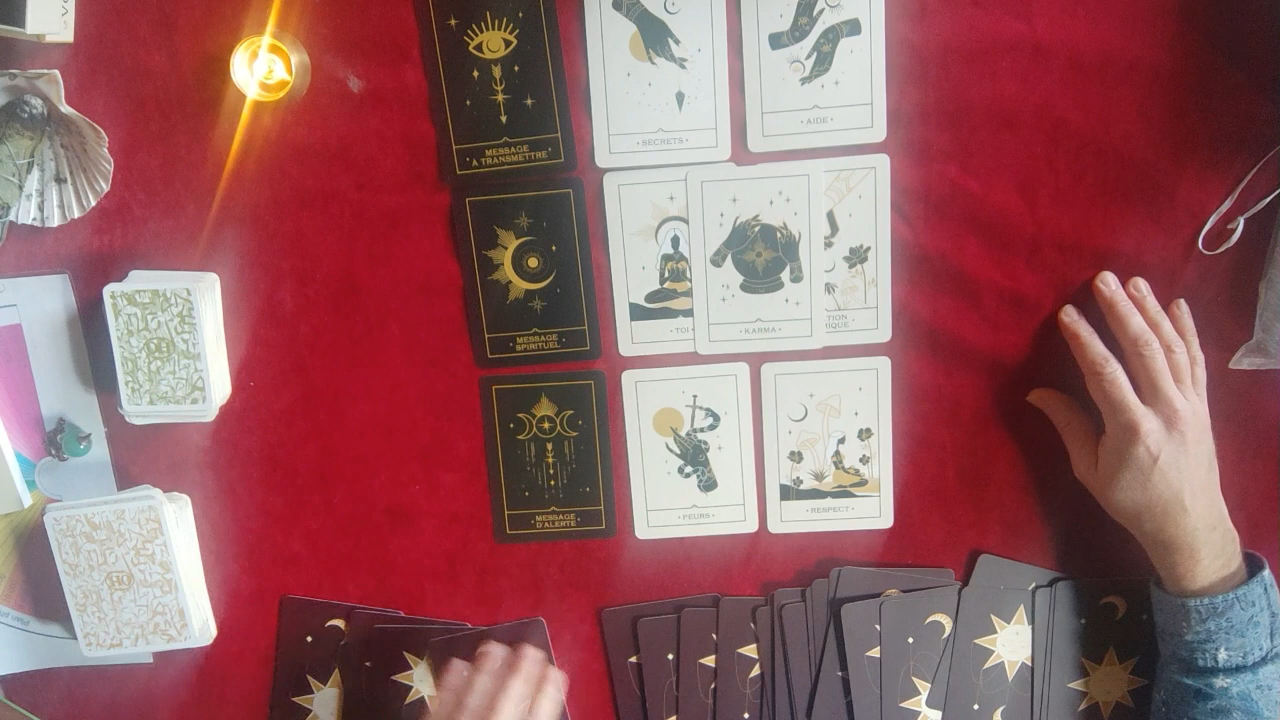 MESSAGE
A TRANSMETTRE
SECRETS
AIDE
MESSAGE
SPIRITUEL
TOI
KARMA
MESSAGE
D'ALERTE
PEURS
RESPECT